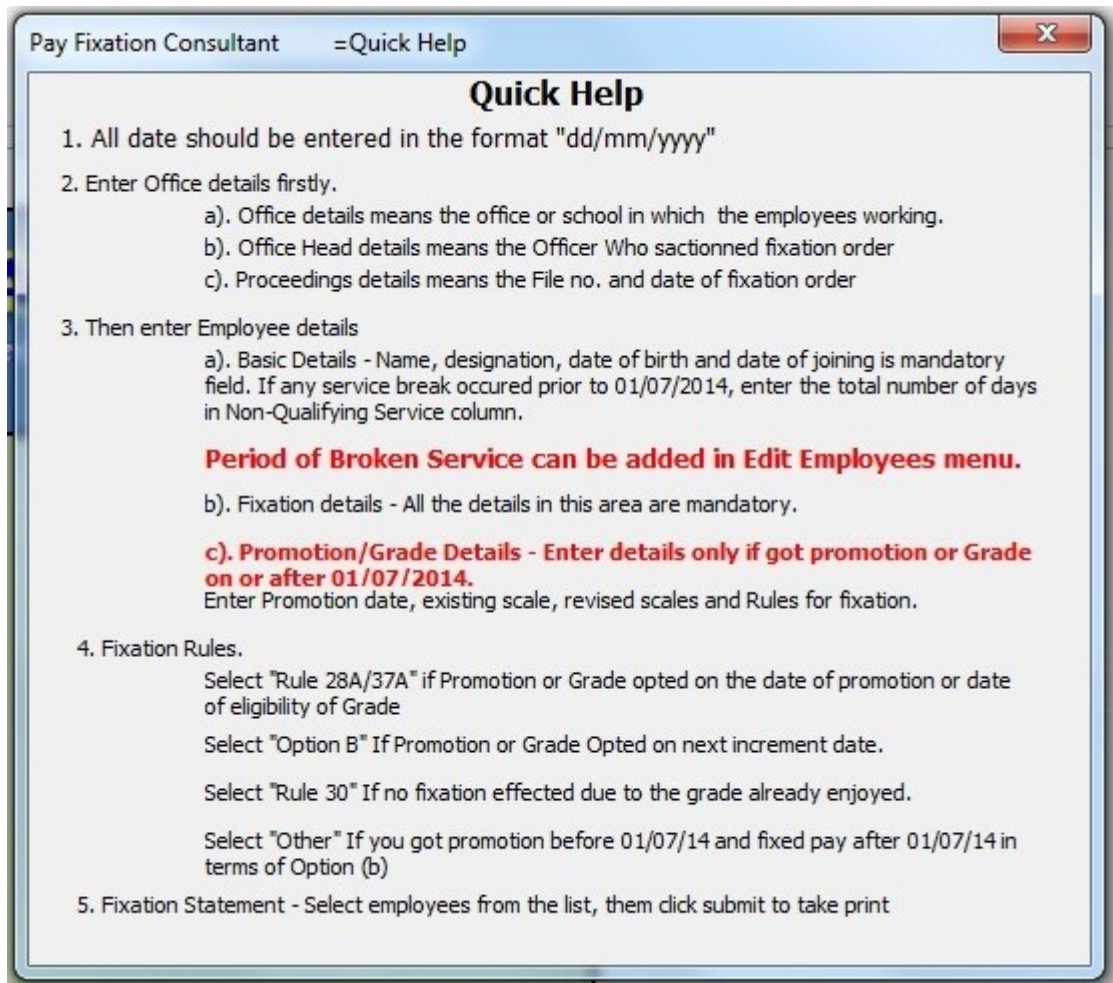 Pay Fixation Consultant =Quick Help
Quick Help
1. All date should be entered in the format "dd/mm/yyyy"
2. Enter Office details firstly.
a). Office details means the office or school in which the employees working.
b). Office Head details means the Officer Who sactionned fixation order
c). Proceedings details means the File no. and date of fixation order
3. Then enter Employee details
a). Basic Details - Name, designation, date of birth and date of joining is mandatory
field. If any service break occured prior to 01/07/2014, enter the total number of days
in Non-Qualifying Service column.
Period of Broken Service can be added in Edit Employees menu.
b). Fixation details - All the details in this area are mandatory.
c). Promotion/Grade Details - Enter details only if got promotion or Grade
on or after 01/07/2014.
Enter Promotion date, existing scale, revised scales and Rules for fixation.
4. Fixation Rules.
Select "Rule 28A/37A" if Promotion or Grade opted on the date of promotion or date
of eligibility of Grade
Select "Option B" If Promotion or Grade Opted on next increment date.
Select "Rule 30" If no fixation effected due to the grade already enjoyed.
Select "Other" If you got promotion before 01/07/14 and fixed pay after 01/07/14 in
terms of Option (b)
5. Fixation Statement - Select employees from the list, them click submit to take print